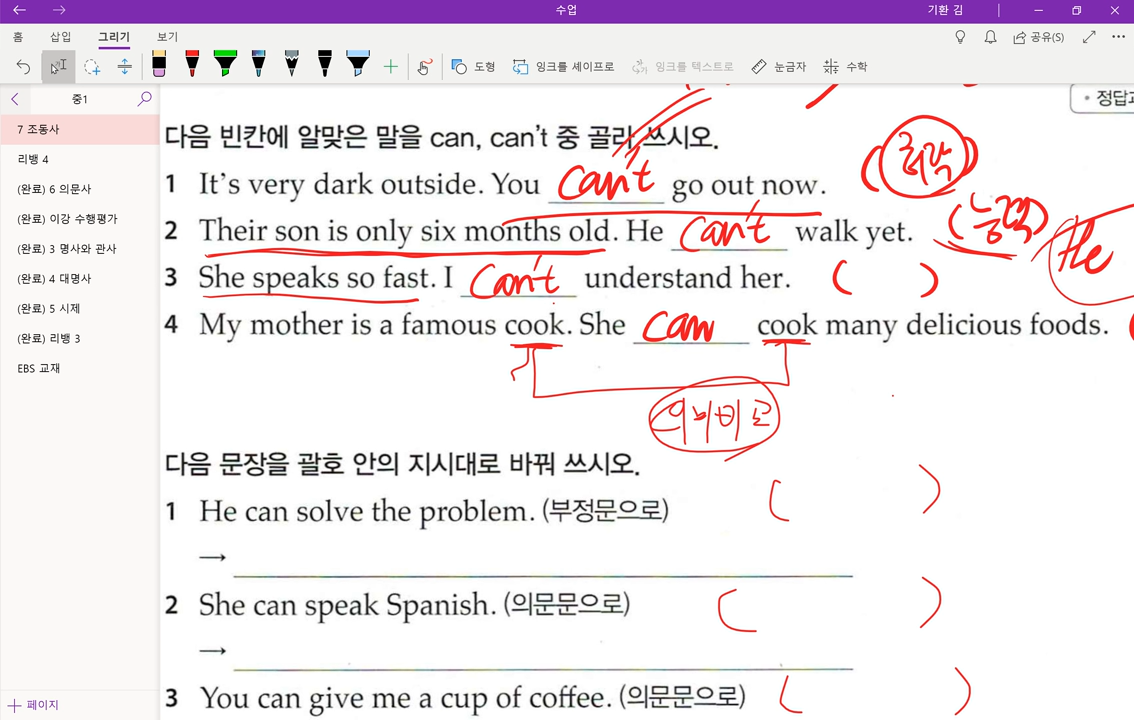 수업
기환 김
홈 삽입 그리기 보기
공유(S)
도형 잉크를 셰이프로 잉크를 텍스트로 눈금자 수학
중1
7 조동사
리뱅 4
(완료) 6 의문사
(완료) 이강 수행평가
(완료) 3 명사와 관사
(완료) 4 대명사
(완료) 5 시제
(완료) 리뱅 3
EBS 교재
페이지
• 정답과
다음 빈칸에 알맞은 말을 can, can't 중 골라 쓰시오.
1 It's very dark outside. You can't go out now. (허락)
2 Their son is only six months old. He can't walk yet. (능력) He
3 She speaks so fast. I can't understand her. ( )
4 My mother is a famous cook. She can cook many delicious foods. (
다음 문장을 괄호 안의 지시대로 바꿔 쓰시오.
1 He can solve the problem. (부정문으로) ( )
→
2 She can speak Spanish. (의문문으로) ( )
→
3 You can give me a cup of coffee. (의문문으로) ( )